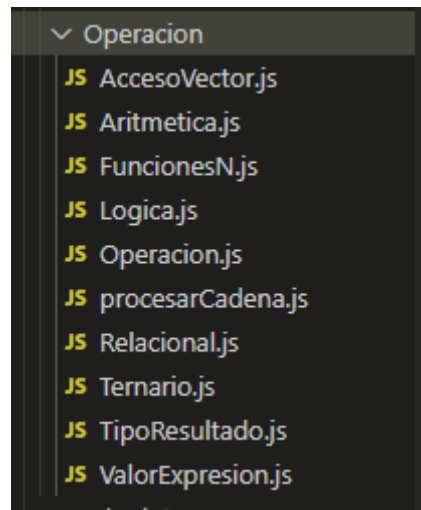 Operacion
JS AccesoVector.js
JS Aritmetica.js
JS FuncionesN.js
JS Logica.js
JS Operacion.js
JS procesarCadena.js
JS Relacional.js
JS Ternario.js
JS TipoResultado.js
JS ValorExpresion.js